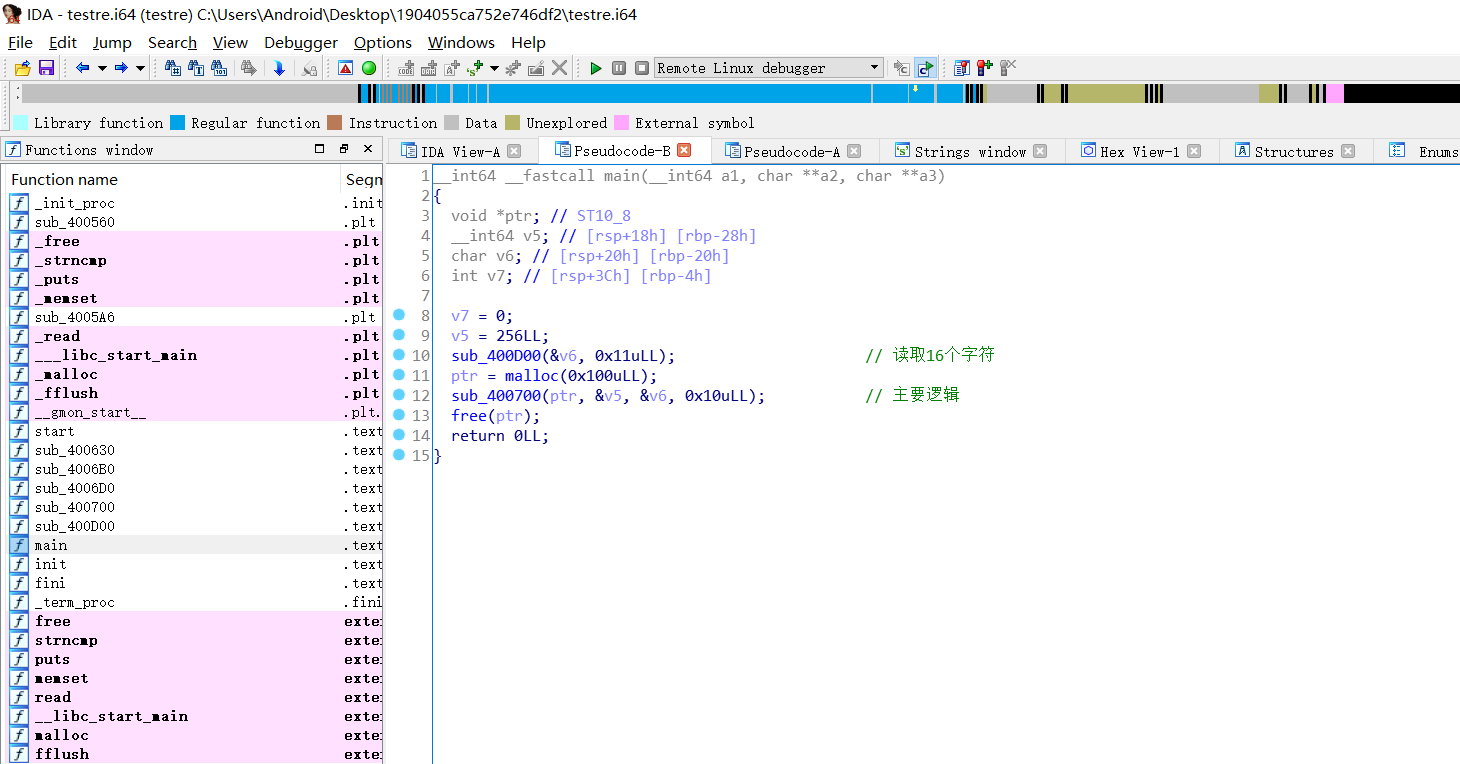 IDA - testre.i64 (testre) C:\Users\Android\Desktop\1904055ca752e746df2\testre.i64
File Edit Jump Search View Debugger Options Windows Help
Remote Linux debugger
Library function Regular function Instruction Data Unexplored External symbol
Functions window
IDA View-A Pseudocode-B Pseudocode-A Strings window Hex View-1 Structures Enums
Function name Segm
_init_proc .init
sub_400560 .plt
_free .plt
_strncmp .plt
_puts .plt
_memset .plt
sub_4005A6 .plt
_read .plt
___libc_start_main .plt
_malloc .plt
_fflush .plt
__gmon_start__ .plt.
start .text
sub_400630 .text
sub_4006B0 .text
sub_4006D0 .text
sub_400700 .text
sub_400D00 .text
main .text
init .text
fini .text
_term_proc .fini
free exte
strncmp exte
puts exte
memset exte
read exte
__libc_start_main exte
malloc exte
fflush exte
1 __int64 __fastcall main(__int64 a1, char **a2, char **a3)
2 {
3 void *ptr; // ST10_8
4 __int64 v5; // [rsp+18h] [rbp-28h]
5 char v6; // [rsp+20h] [rbp-20h]
6 int v7; // [rsp+3Ch] [rbp-4h]
7
8 v7 = 0;
9 v5 = 256LL;
10 sub_400D00(&v6, 0x11uLL); // 读取16个字符
11 ptr = malloc(0x100uLL);
12 sub_400700(ptr, &v5, &v6, 0x10uLL); // 主要逻辑
13 free(ptr);
14 return 0LL;
15 }